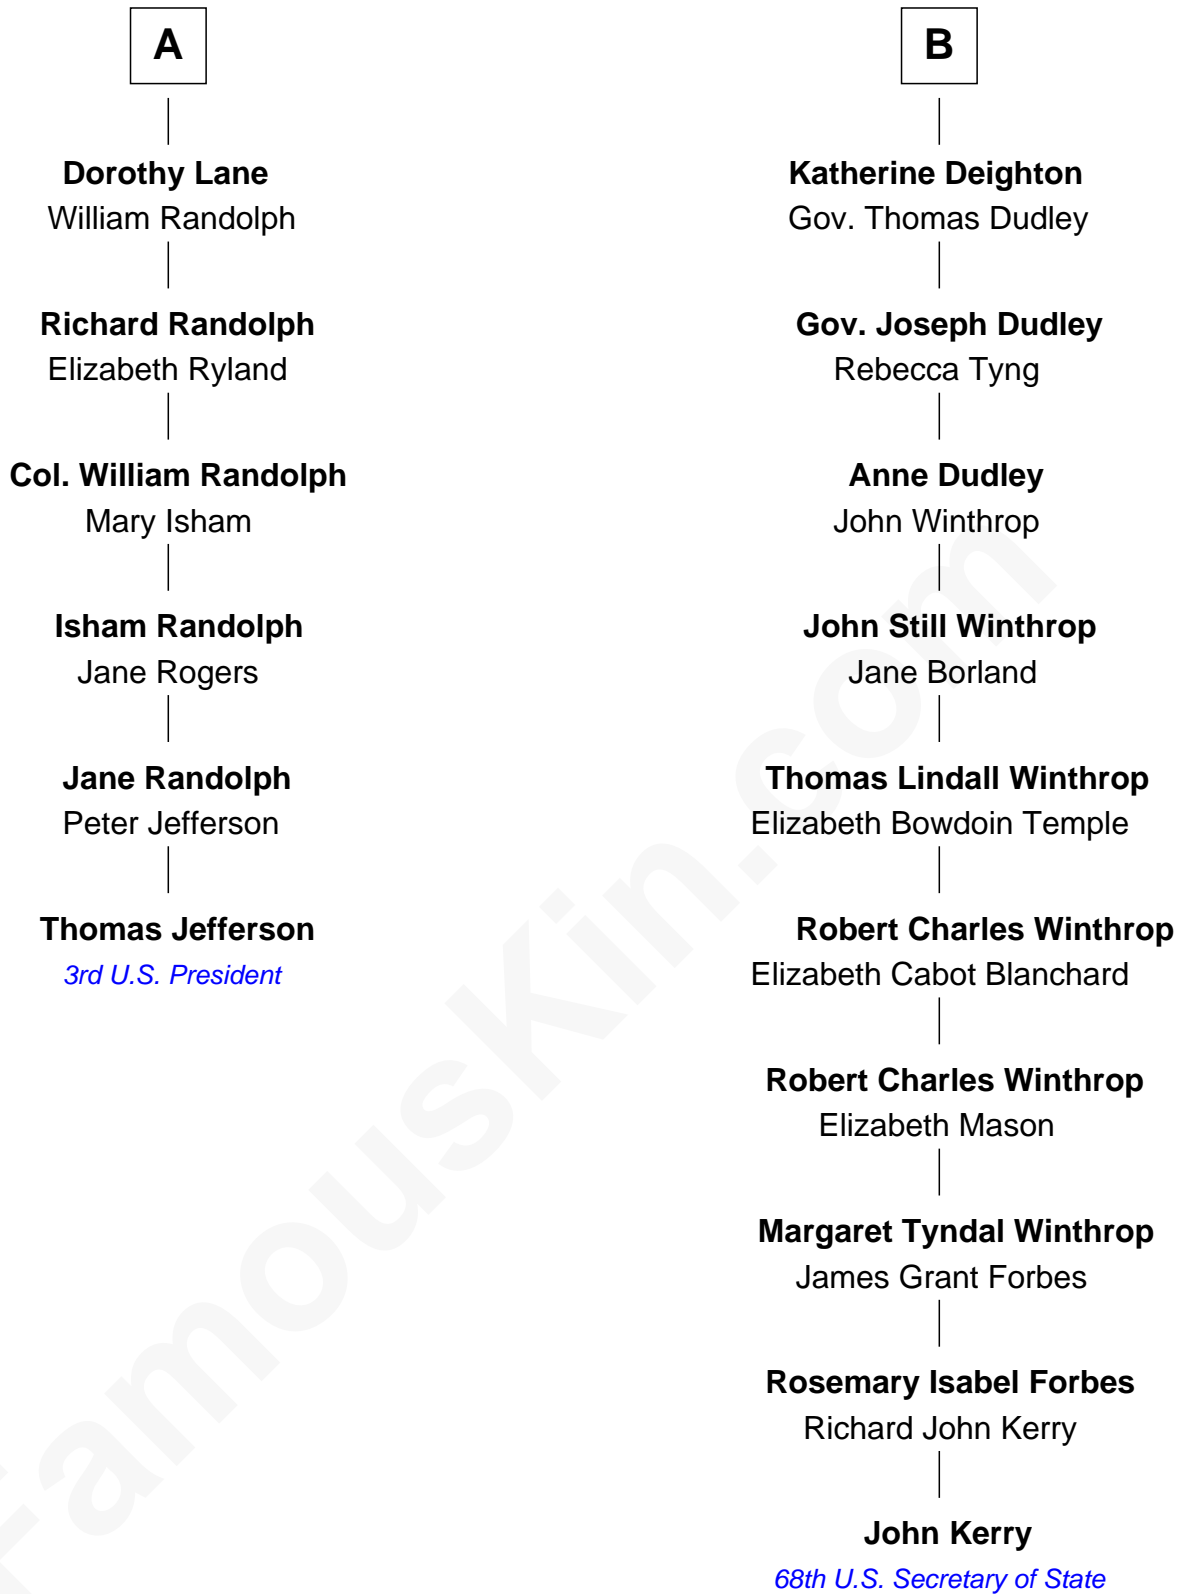 A
Dorothy Lane
William Randolph
Richard Randolph
Elizabeth Ryland
Col. William Randolph
Mary Isham
Isham Randolph
Jane Rogers
Jane Randolph
Peter Jefferson
Thomas Jefferson
3rd U.S. President
B
Katherine Deighton
Gov. Thomas Dudley
Gov. Joseph Dudley
Rebecca Tyng
Anne Dudley
John Winthrop
John Still Winthrop
Jane Borland
Thomas Lindall Winthrop
Elizabeth Bowdoin Temple
Robert Charles Winthrop
Elizabeth Cabot Blanchard
Robert Charles Winthrop
Elizabeth Mason
Margaret Tyndal Winthrop
James Grant Forbes
Rosemary Isabel Forbes
Richard John Kerry
John Kerry
68th U.S. Secretary of State
FamousKin.com